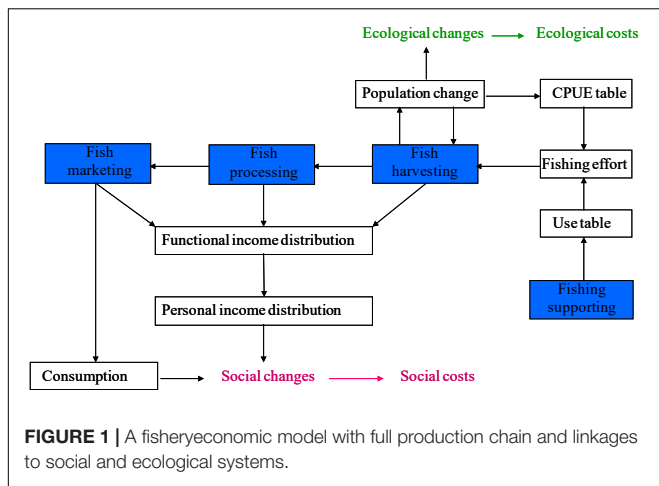 Ecological changes Ecological costs
Population change CPUE table
Fish marketing Fish processing Fish harvesting Fishing effort
Functional income distribution Use table
Personal income distribution Fishing supporting
Consumption Social changes Social costs
FIGURE 1 | A fisheryeconomic model with full production chain and linkages
to social and ecological systems.